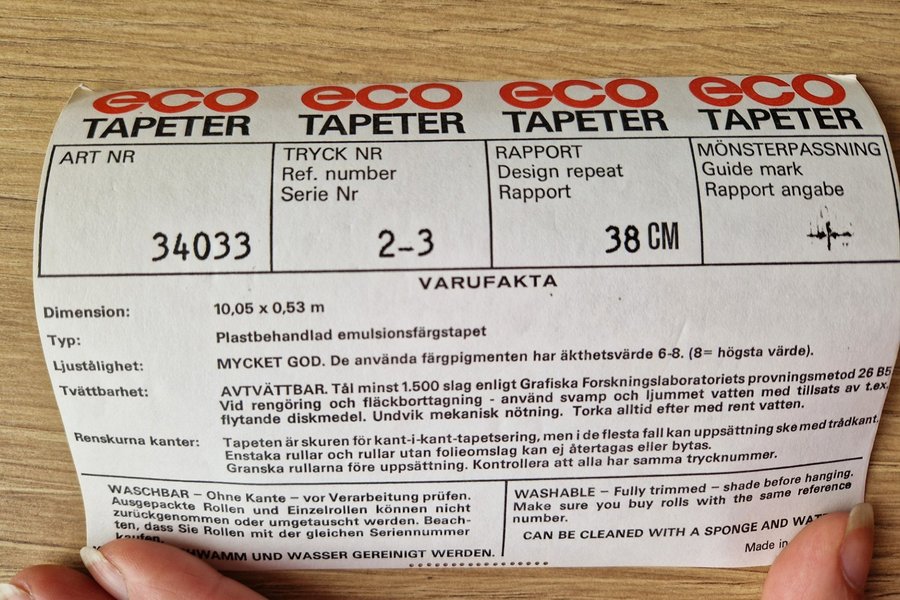 eco eco eco eco
TAPETER TAPETER TAPETER TAPETER
ART NR
34033
TRYCK NR
Ref. number
Serie Nr
2-3
RAPPORT
Design repeat
Rapport
38 CM
MÖNSTERPASSNING
Guide mark
Rapport angabe
VARUFAKTA
Dimension: 10,05 x 0,53 m
Typ: Plastbehandlad emulsionsfärgstapet
Ljustålighet: MYCKET GOD. De använda färgpigmenten har äkthetsvärde 6-8. (8= högsta värde).
Tvättbarhet: AVTVÄTTBAR. Tål minst 1.500 slag enligt Grafiska Forskningslaboratoriets provningsmetod 26 B5
Vid rengöring och fläckborttagning - använd svamp och ljummet vatten med tillsats av t.ex.
flytande diskmedel. Undvik mekanisk nötning. Torka alltid efter med rent vatten.
Renskurna kanter: Tapeten är skuren för kant-i-kant-tapetsering, men i de flesta fall kan uppsättning ske med trådkant.
Enstaka rullar och rullar utan folieomslag kan ej återtagas eller bytas.
Granska rullarna före uppsättning. Kontrollera att alla har samma trycknummer.
WASCHBAR – Ohne Kante – vor Verarbeitung prüfen.
Ausgepackte Rollen und Einzelrollen können nicht
zurückgenommen oder umgetauscht werden. Beach-
ten, dass Sie Rollen mit der gleichen Seriennummer
kaufen.
WAMM UND WASSER GEREINIGT WERDEN.
WASHABLE – Fully trimmed – shade before hanging.
Make sure you buy rolls with the same reference
number.
CAN BE CLEANED WITH A SPONGE AND WAT
Made in